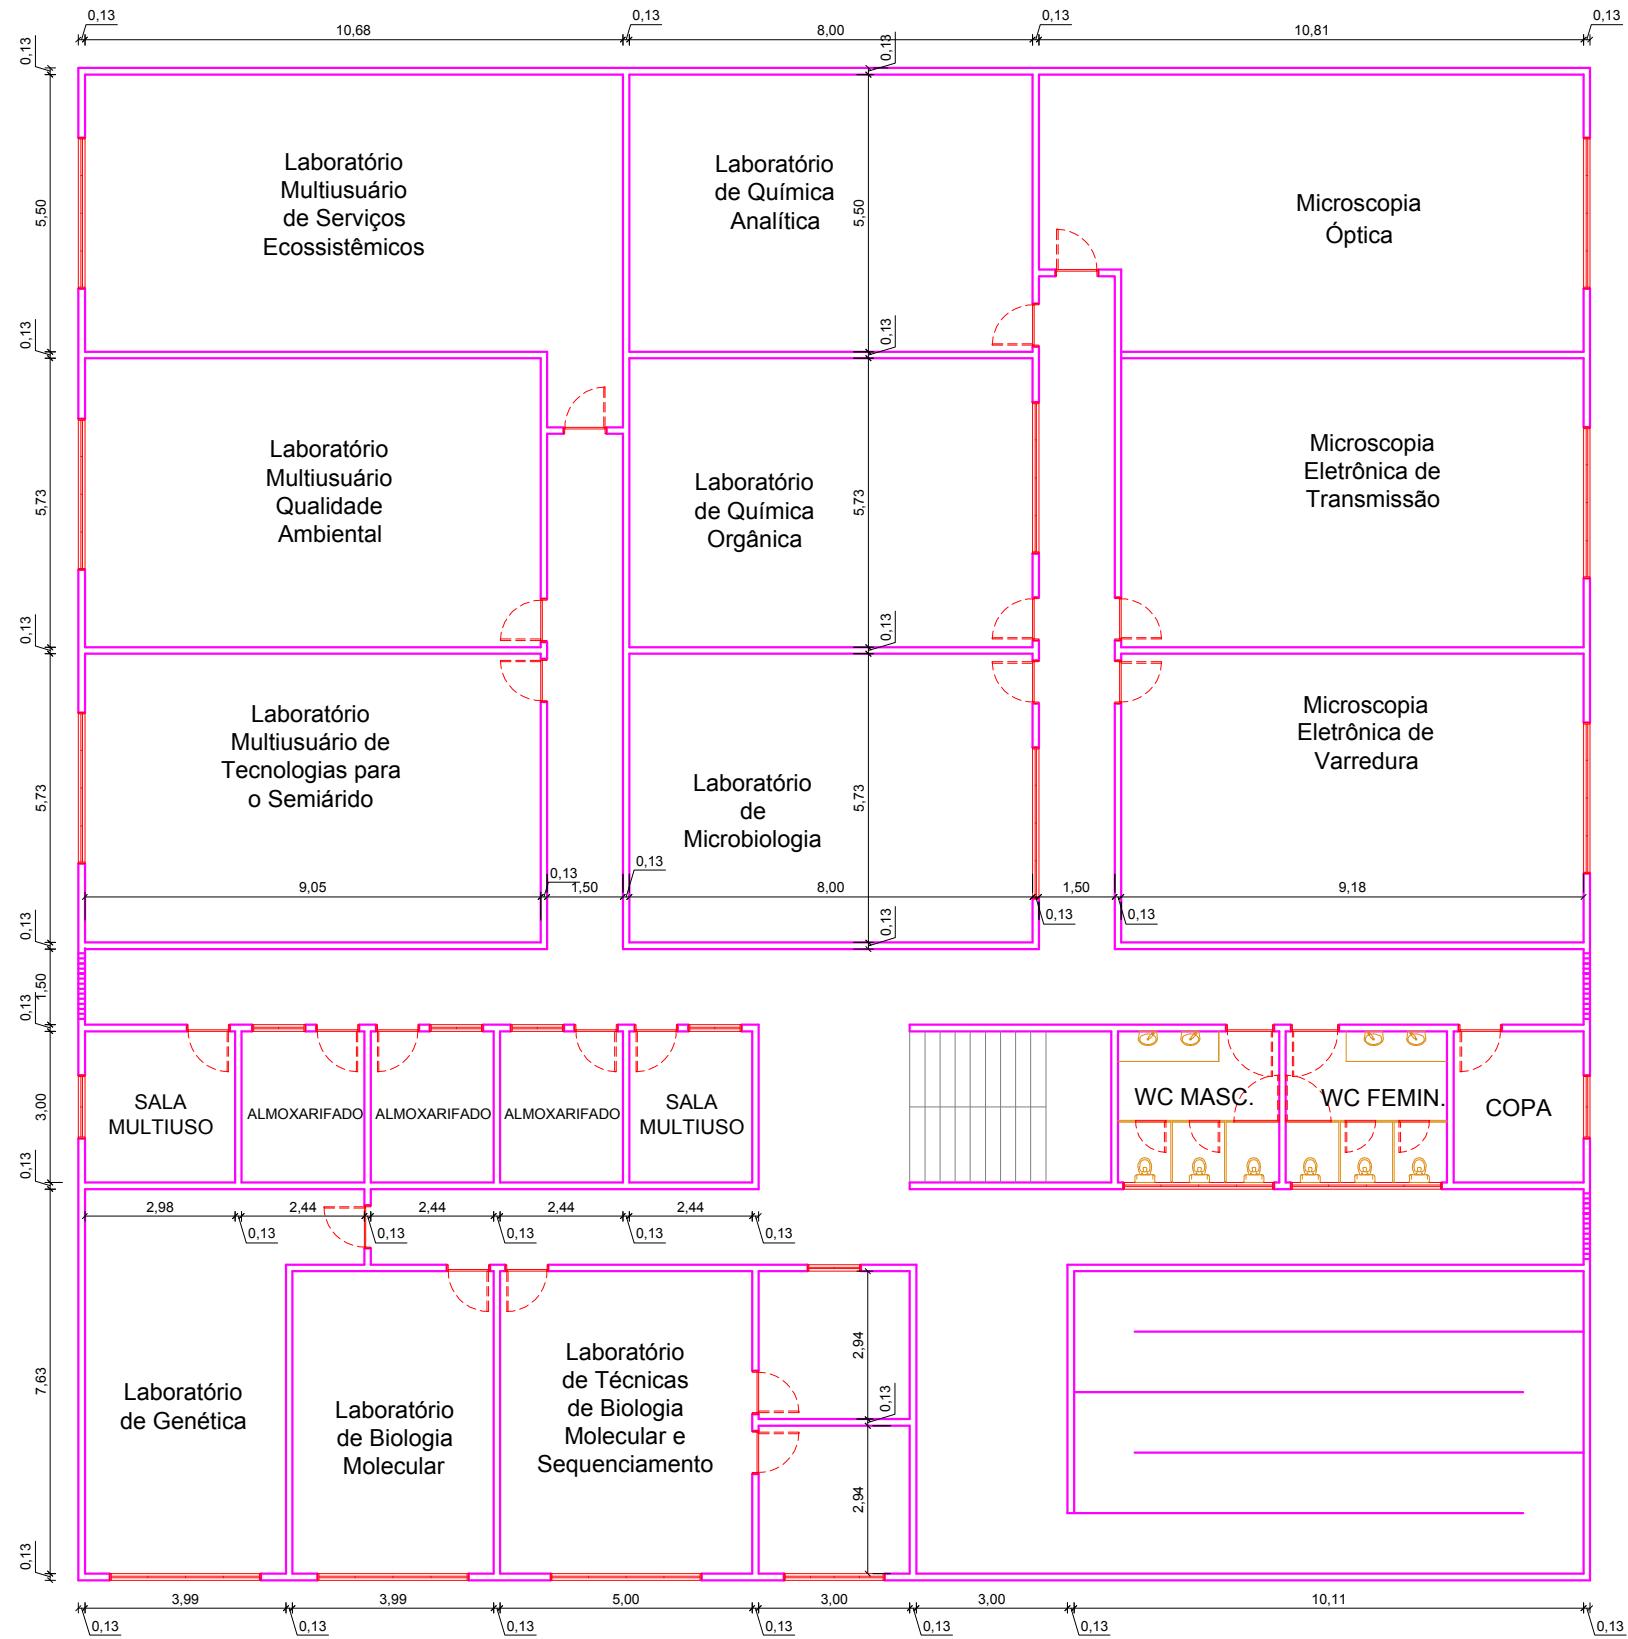 0,13
0,13
0,13
0,13
10,68
8,00
10,81
0,13
0,13
Laboratório
Multiusuário
de Serviços
Ecossistêmicos
Laboratório
de Química
Analítica
Microscopia
Óptica
5,50
5,50
0,13
0,13
Laboratório
Multiusuário
Qualidade
Ambiental
Laboratório
de Química
Orgânica
Microscopia
Eletrônica de
Transmissão
5,73
5,73
0,13
0,13
Laboratório
Multiusuário de
Tecnologias para
o Semiárido
Laboratório
de
Microbiologia
Microscopia
Eletrônica de
Varredura
5,73
5,73
0,13
0,13
9,05
1,50
8,00
1,50
9,18
0,13
0,13
0,13
0,13
1,50
0,13
SALA
MULTIUSO
ALMOXARIFADO
ALMOXARIFADO
ALMOXARIFADO
SALA
MULTIUSO
WC MASC.
WC FEMIN.
COPA
3,00
0,13
2,98
2,44
2,44
2,44
2,44
0,13
0,13
0,13
0,13
0,13
Laboratório
de Genética
Laboratório
de Biologia
Molecular
Laboratório
de Técnicas
de Biologia
Molecular e
Sequenciamento
2,94
0,13
2,94
7,63
0,13
3,99
3,99
5,00
3,00
3,00
10,11
0,13
0,13
0,13
0,13
0,13
0,13
0,13